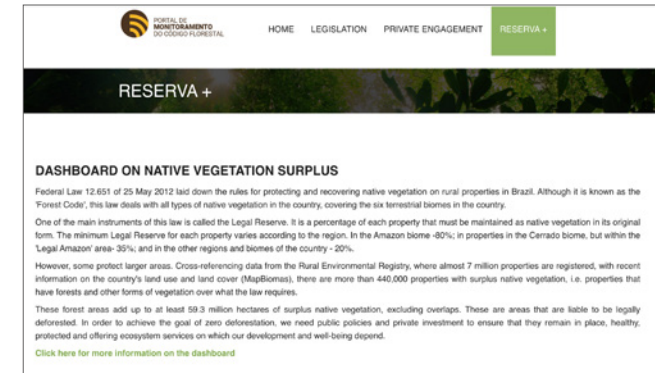 PORTAL DE
MONITORAMENTO
DO CÓDIGO FLORESTAL
HOME LEGISLATION PRIVATE ENGAGEMENT RESERVA +
RESERVA +
DASHBOARD ON NATIVE VEGETATION SURPLUS
Federal Law 12.651 of 25 May 2012 laid down the rules for protecting and recovering native vegetation on rural properties in Brazil. Although it is known as the
'Forest Code', this law deals with all types of native vegetation in the country, covering the six terrestrial biomes in the country.
One of the main instruments of this law is called the Legal Reserve. It is a percentage of each property that must be maintained as native vegetation in its original
form. The minimum Legal Reserve for each property varies according to the region. In the Amazon biome -80%; in properties in the Cerrado biome, but within the
'Legal Amazon' area- 35%; and in the other regions and biomes of the country - 20%.
However, some protect larger areas. Cross-referencing data from the Rural Environmental Registry, where almost 7 million properties are registered, with recent
information on the country's land use and land cover (MapBiomas), there are more than 440,000 properties with surplus native vegetation, i.e. properties that
have forests and other forms of vegetation over what the law requires.
These forest areas add up to at least 59.3 million hectares of surplus native vegetation, excluding overlaps. These are areas that are liable to be legally
deforested. In order to achieve the goal of zero deforestation, we need public policies and private investment to ensure that they remain in place, healthy,
protected and offering ecosystem services on which our development and well-being depend.
Click here for more information on the dashboard